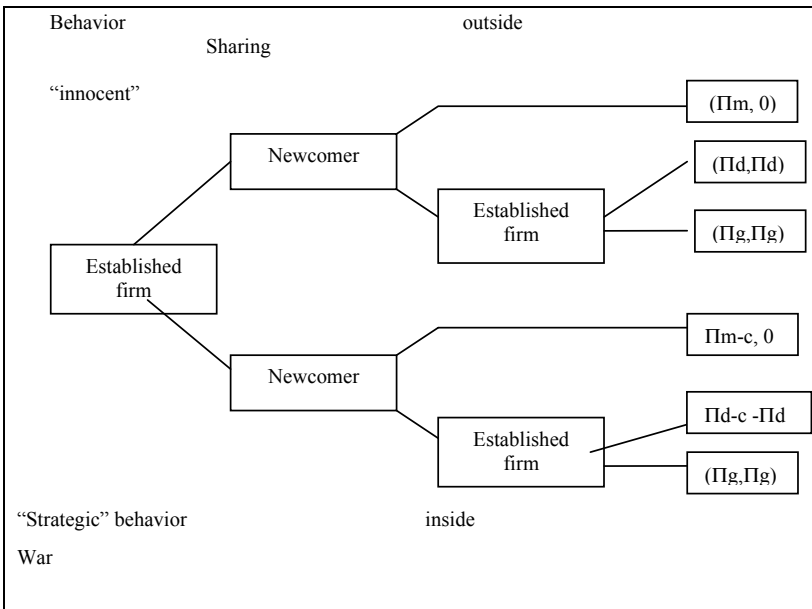 Behavior outside
Sharing
“innocent”
(Πm, 0)
Newcomer
(Πd,Πd)
Established
firm
(Πg,Πg)
Established
firm
Πm-c, 0
Newcomer
Πd-c -Πd
Established
firm
(Πg,Πg)
“Strategic” behavior inside
War